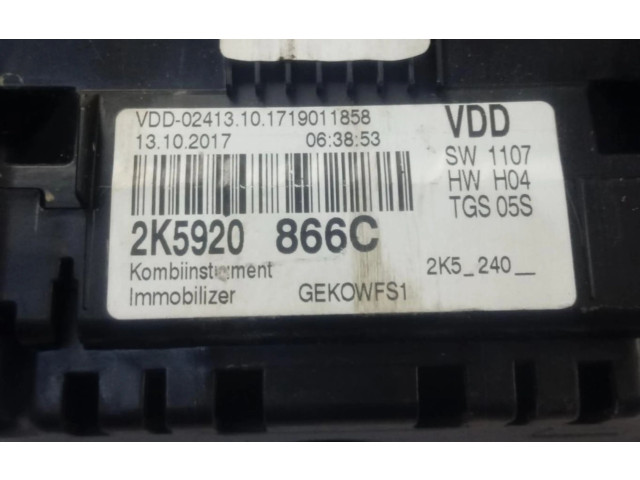 VDD-02413.10.1719011858
13.10.2017 06:38:53
VDD
SW 1107
HW H04
TGS 05S
2K5920 866C
Kombiinstrument
2K5_240__
Immobilizer GEKOWFS1